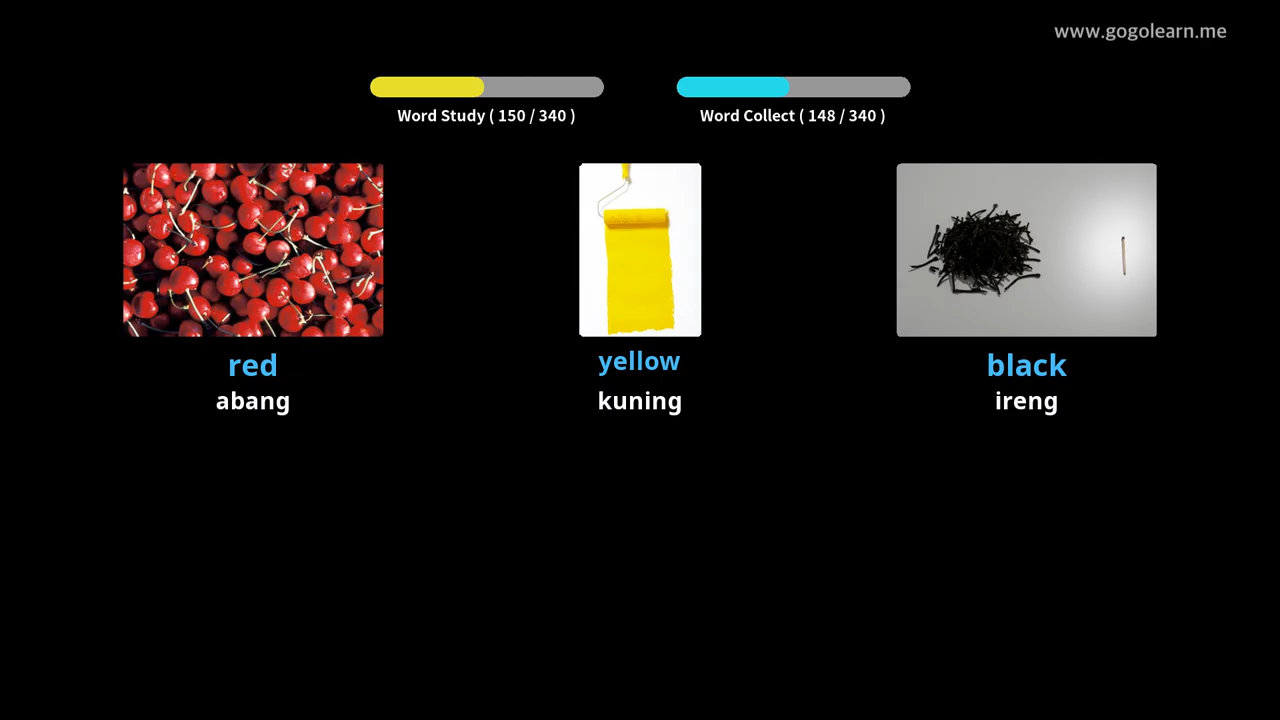 www.gogolearn.me
Word Study ( 150 / 340 )
Word Collect ( 148 / 340 )
red
abang
yellow
kuning
black
ireng